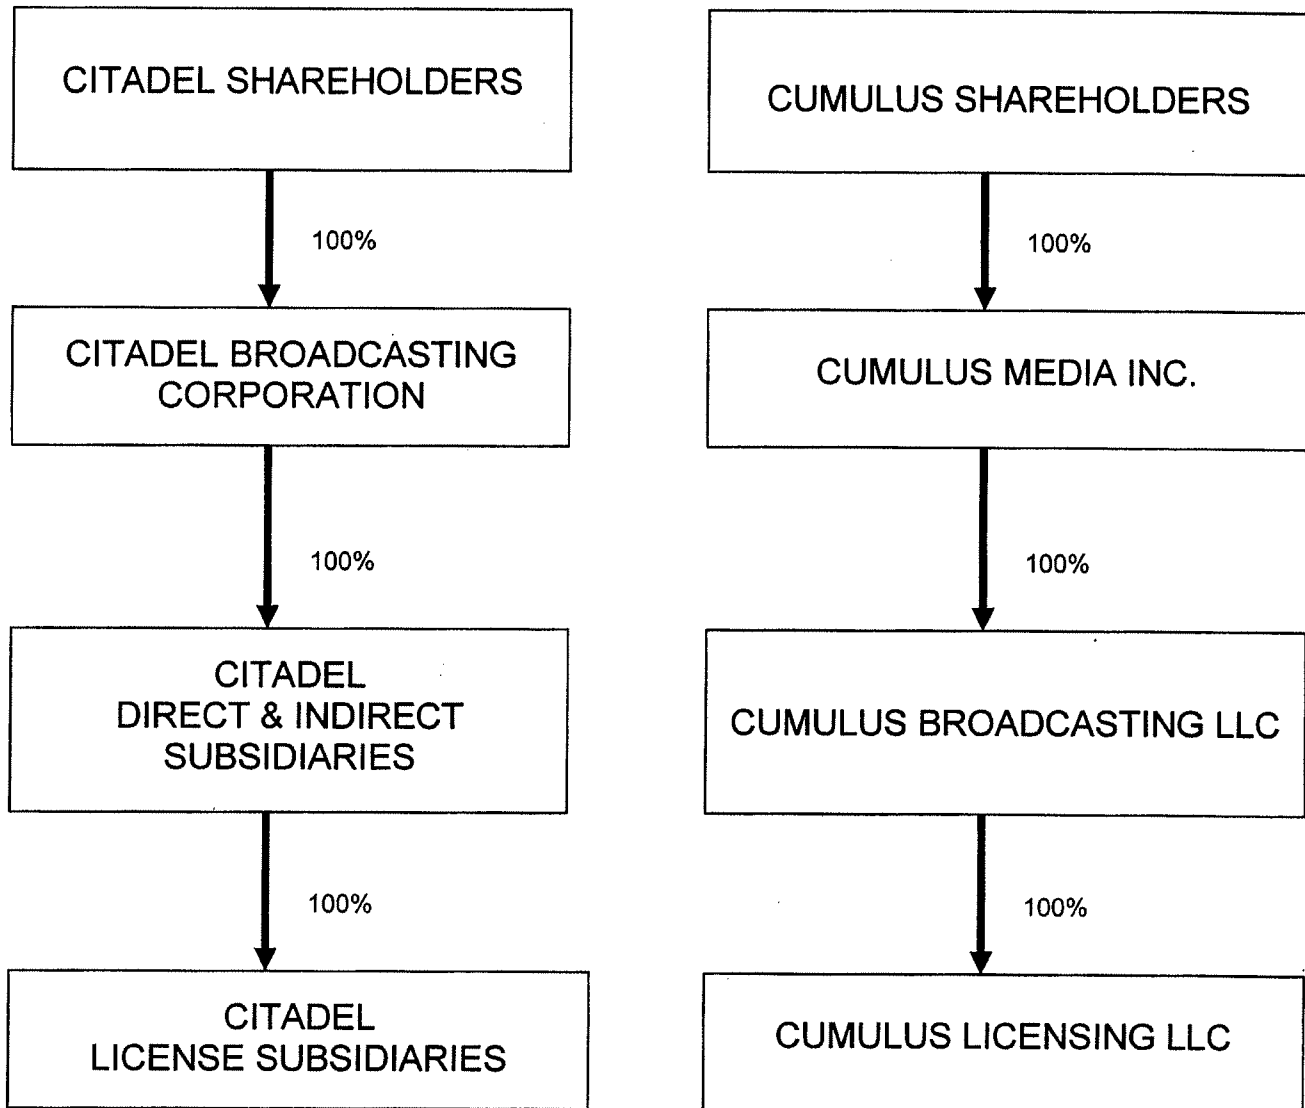 CITADEL SHAREHOLDERS
100%
CITADEL BROADCASTING
CORPORATION
100%
CITADEL
DIRECT & INDIRECT
SUBSIDIARIES
100%
CITADEL
LICENSE SUBSIDIARIES
CUMULUS SHAREHOLDERS
100%
CUMULUS MEDIA INC.
100%
CUMULUS BROADCASTING LLC
100%
CUMULUS LICENSING LLC